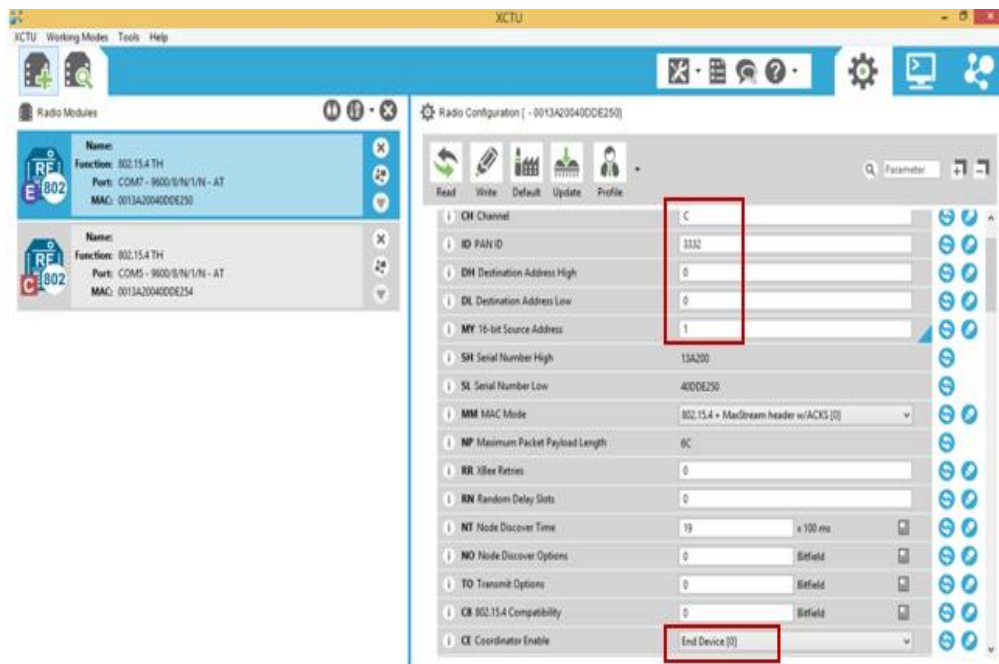 XCTU
XCTU Working Modes Tools Help
Radio Modules
Name:
Function: 802.15.4 TH
Port: COM7 - 9600/8/N/1/N - AT
MAC: 0013A20040DDE250
RF
E 802
Name:
Function: 802.15.4 TH
Port: COM5 - 9600/8/N/1/N - AT
MAC: 0013A20040DDE254
RF
C 802
Radio Configuration [ - 0013A20040DDE250]
Read Write Default Update Profile
Parameter
i CH Channel C
i ID PAN ID 3332
i DH Destination Address High 0
i DL Destination Address Low 0
i MY 16-bit Source Address 1
i SH Serial Number High 13A200
i SL Serial Number Low 40DDE250
i MM MAC Mode 802.15.4 + MaxStream header w/ACKS [0]
i NP Maximum Packet Payload Length 6C
i RR XBee Retries 0
i RN Random Delay Slots 0
i NT Node Discover Time 19 x 100 ms
i NO Node Discover Options 0 Bitfield
i TO Transmit Options 0 Bitfield
i C8 802.15.4 Compatibility 0 Bitfield
i CE Coordinator Enable End Device [0]